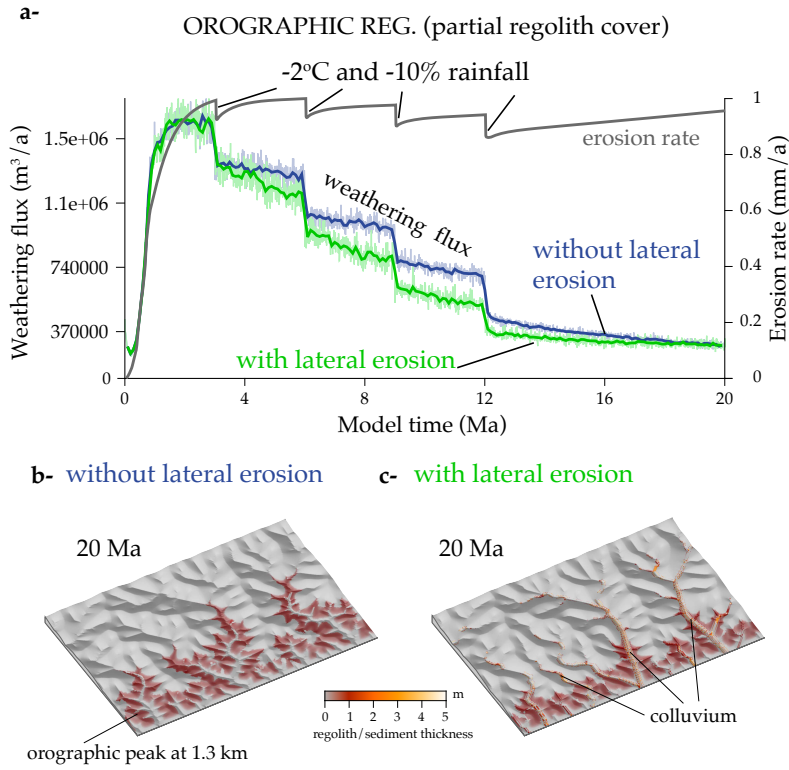 a-
OROGRAPHIC REG. (partial regolith cover)
-2°C and -10% rainfall
Weathering flux (m³/a)
1.5e+06
1.1e+06
740000
370000
0
weathering flux
erosion rate
without lateral
erosion
with lateral erosion
1
0.8
0.6
0.4
0.2
0
Erosion rate (mm/a)
0 4 8 12 16 20
Model time (Ma)
b- without lateral erosion
c- with lateral erosion
20 Ma
20 Ma
orographic peak at 1.3 km
0 1 2 3 4 5 m
regolith/sediment thickness
colluvium